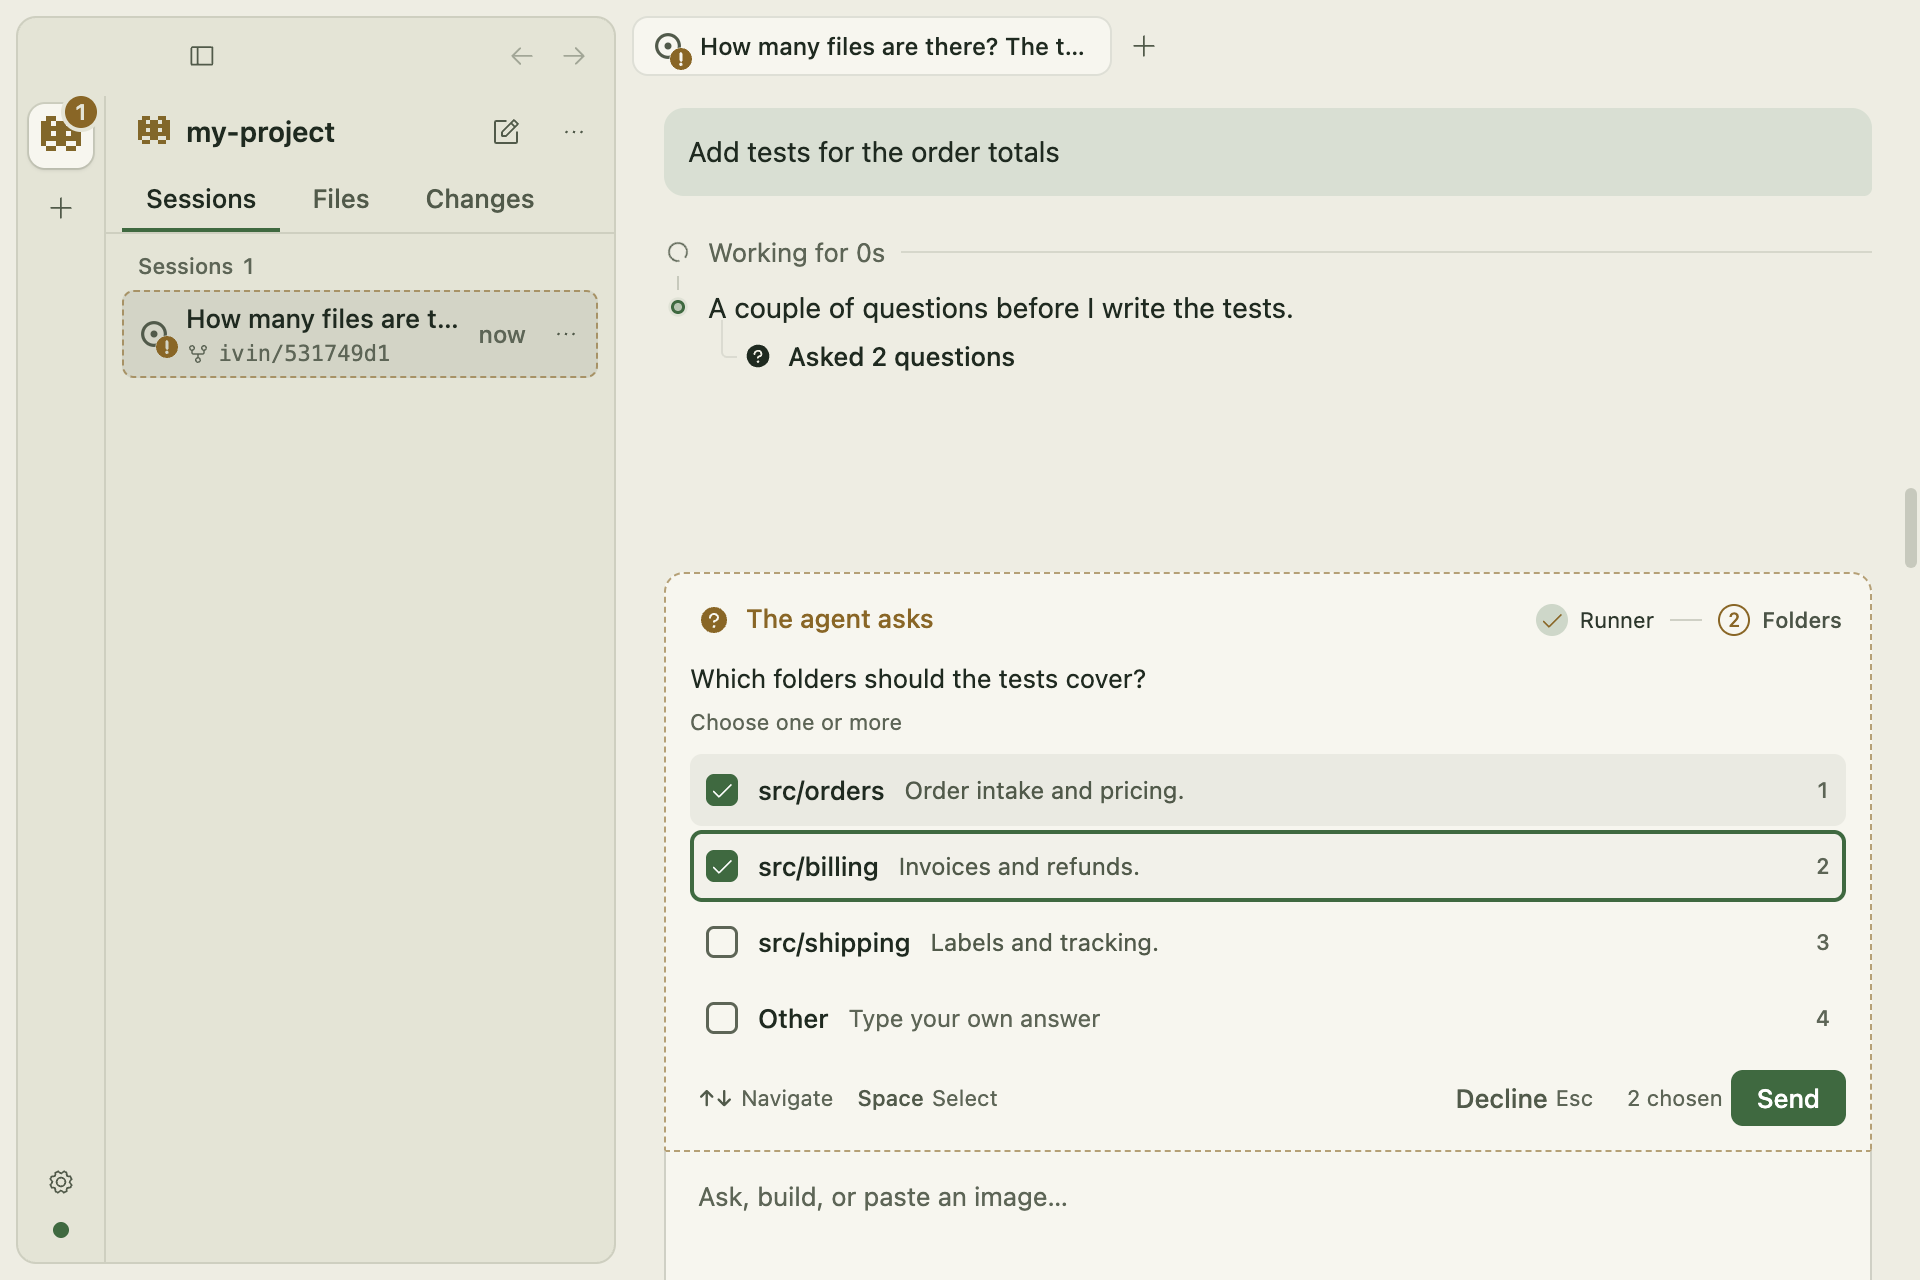 How many files are there? The t...
1
my-project
Sessions Files Changes
Sessions 1
How many files are t... now
ivin/531749d1
Add tests for the order totals
Working for 0s
A couple of questions before I write the tests.
Asked 2 questions
The agent asks
Runner 2 Folders
Which folders should the tests cover?
Choose one or more
src/orders Order intake and pricing. 1
src/billing Invoices and refunds. 2
src/shipping Labels and tracking. 3
Other Type your own answer 4
↑↓ Navigate Space Select Decline Esc 2 chosen Send
Ask, build, or paste an image...